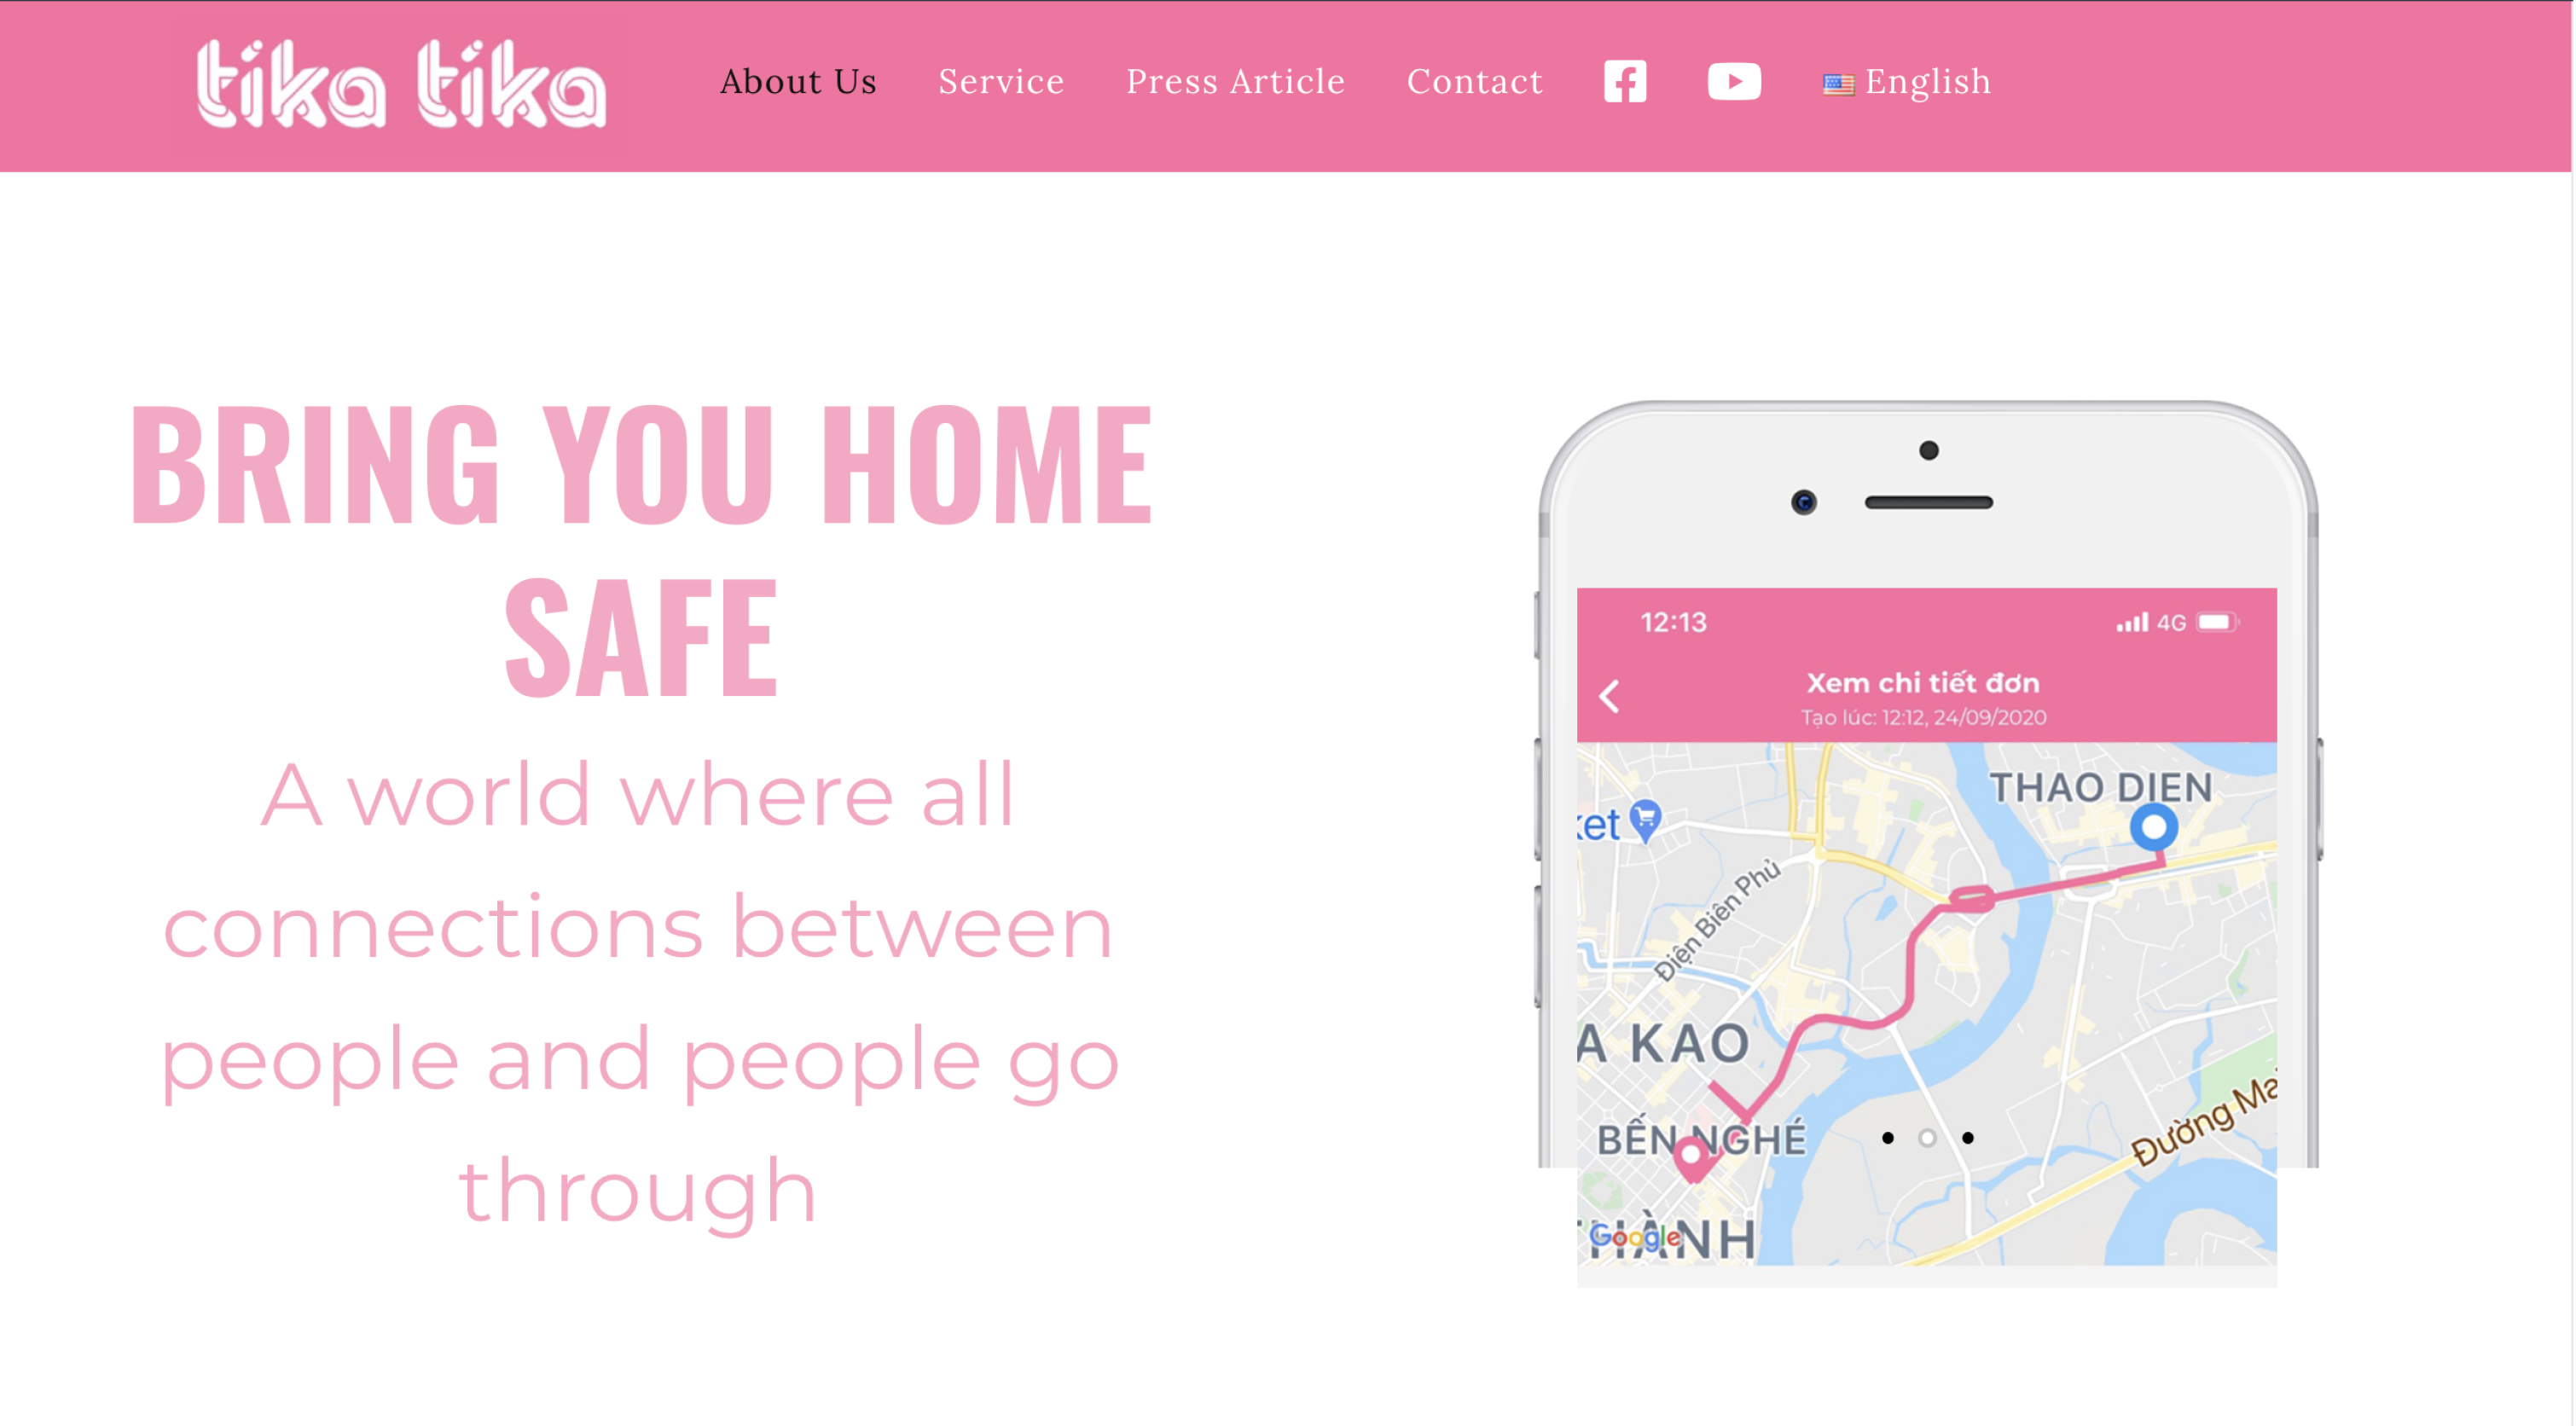 tika tika
About Us
Service
Press Article
Contact
English
BRING YOU HOME
SAFE
A world where all
connections between
people and people go
through
12:13
4G
Xem chi tiết đơn
Tạo lúc: 12:12, 24/09/2020
THAO DIEN
ket
Điện Biên Phủ
A KAO
BẾN NGHÉ
Đường Mai
THÀNH
Google